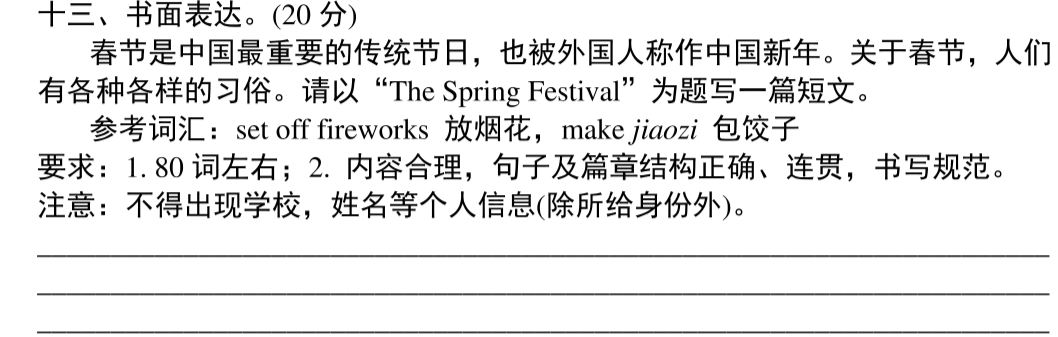 十三、书面表达。(20 分)
春节是中国最重要的传统节日，也被外国人称作中国新年。关于春节，人们
有各种各样的习俗。请以“The Spring Festival”为题写一篇短文。
参考词汇：set off fireworks 放烟花，make jiaozi 包饺子
要求：1. 80 词左右；2. 内容合理，句子及篇章结构正确、连贯，书写规范。
注意：不得出现学校，姓名等个人信息(除所给身份外)。